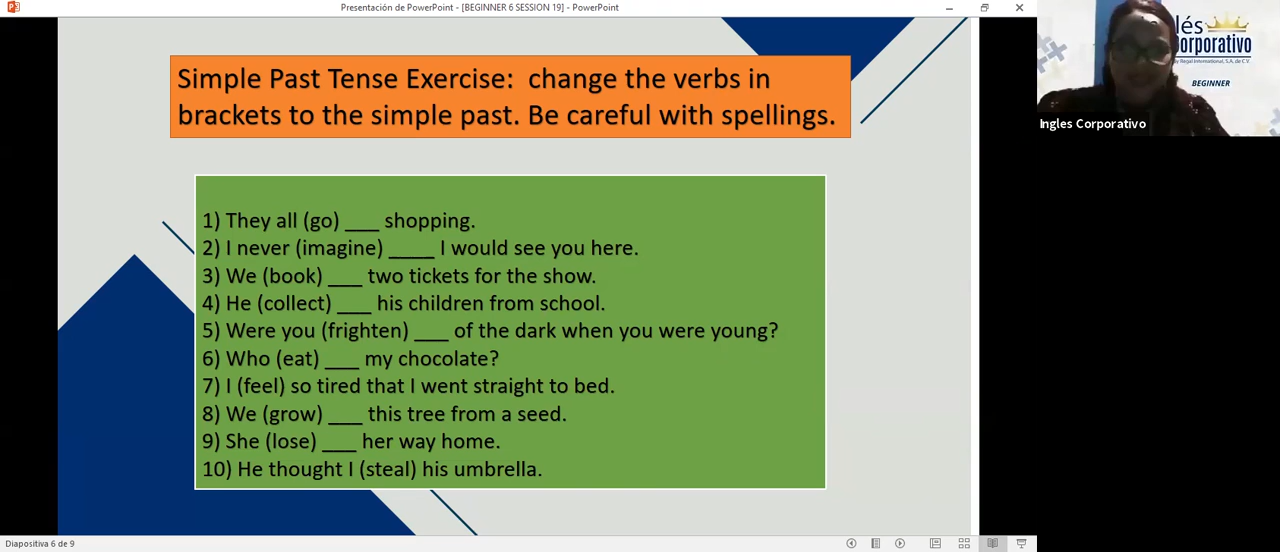 Presentación de PowerPoint - [BEGINNER 6 SESSION 19] - PowerPoint
Simple Past Tense Exercise: change the verbs in
brackets to the simple past. Be careful with spellings.
1) They all (go) ___ shopping.
2) I never (imagine) ____ I would see you here.
3) We (book) ___ two tickets for the show.
4) He (collect) ___ his children from school.
5) Were you (frighten) ___ of the dark when you were young?
6) Who (eat) ___ my chocolate?
7) I (feel) so tired that I went straight to bed.
8) We (grow) ___ this tree from a seed.
9) She (lose) ___ her way home.
10) He thought I (steal) his umbrella.
Diapositiva 6 de 9
by Regal International, S.A. de C.V.
BEGINNER
Ingles Corporativo